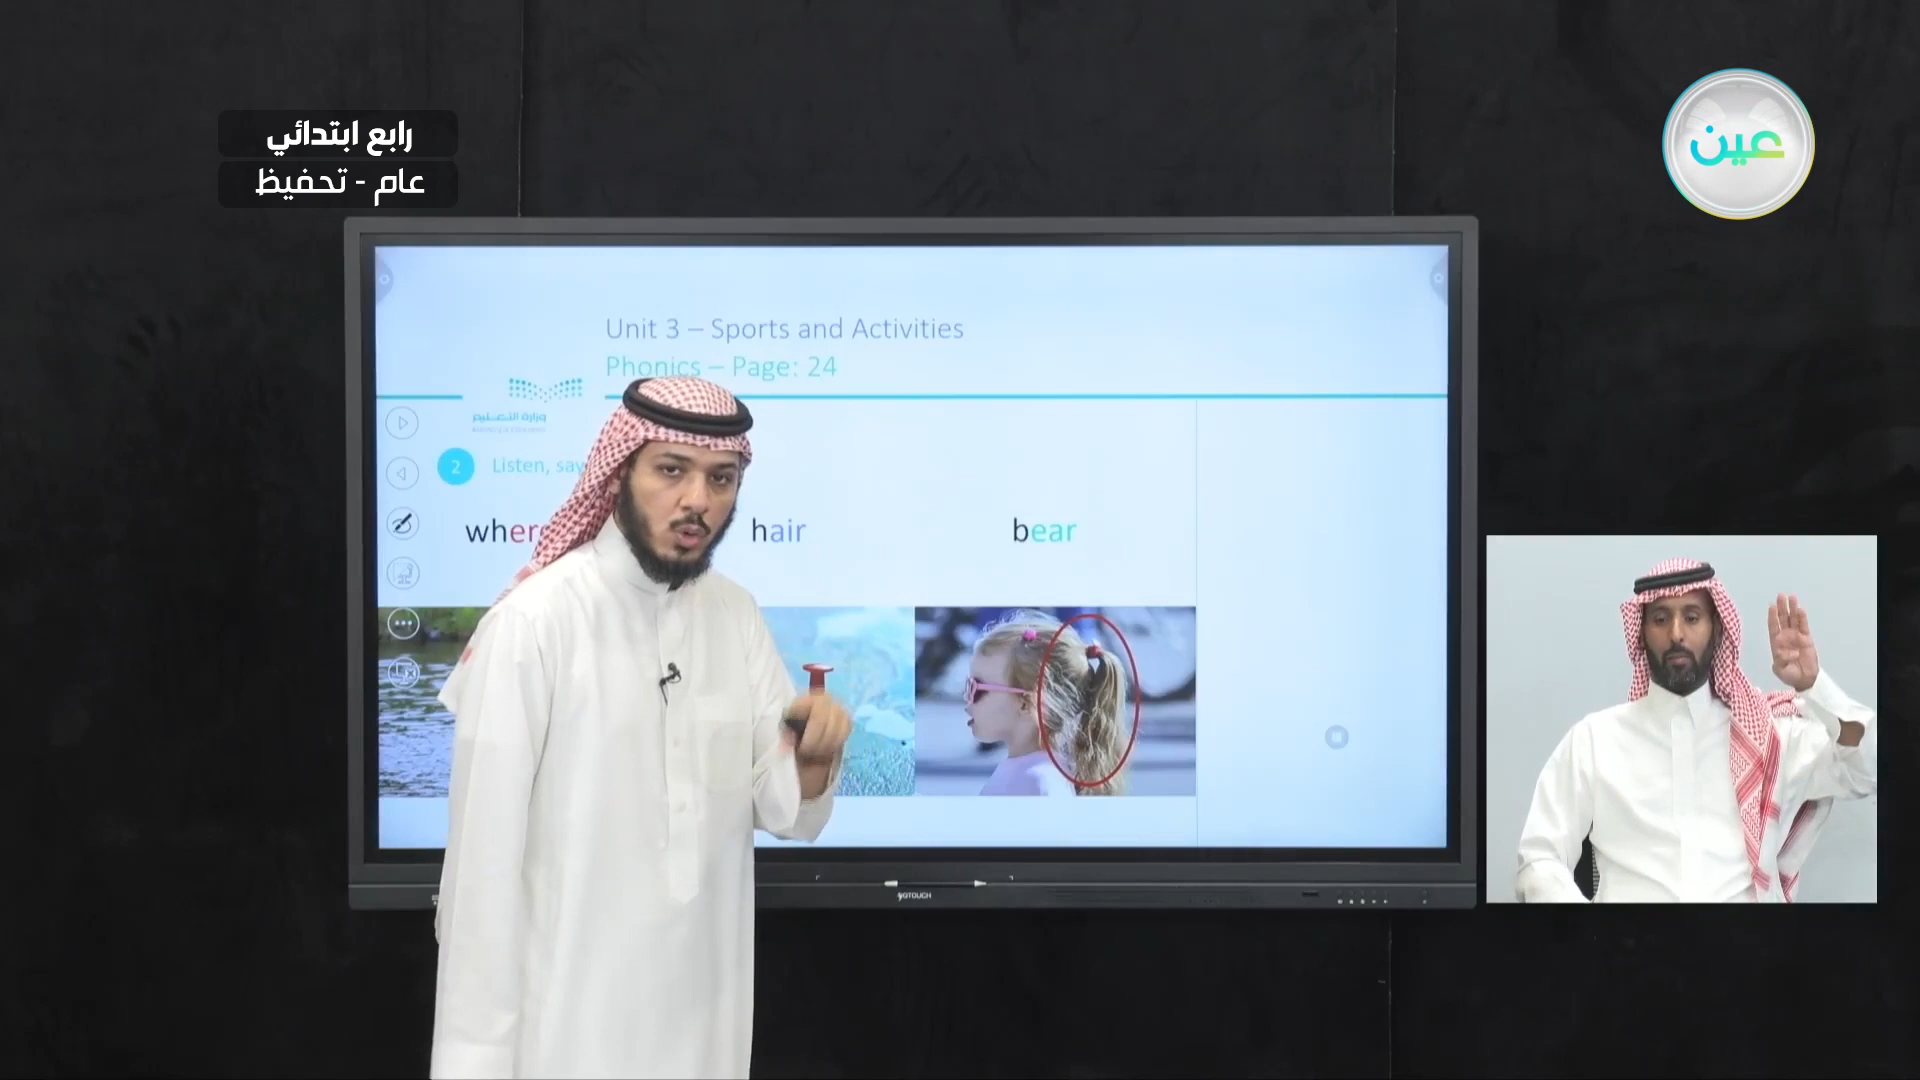 رابع ابتدائي
عام - تحفيظ
عين
Unit 3 – Sports and Activities
Phonics – Page: 24
وزارة التعليم
2 Listen, say
wher
hair
bear